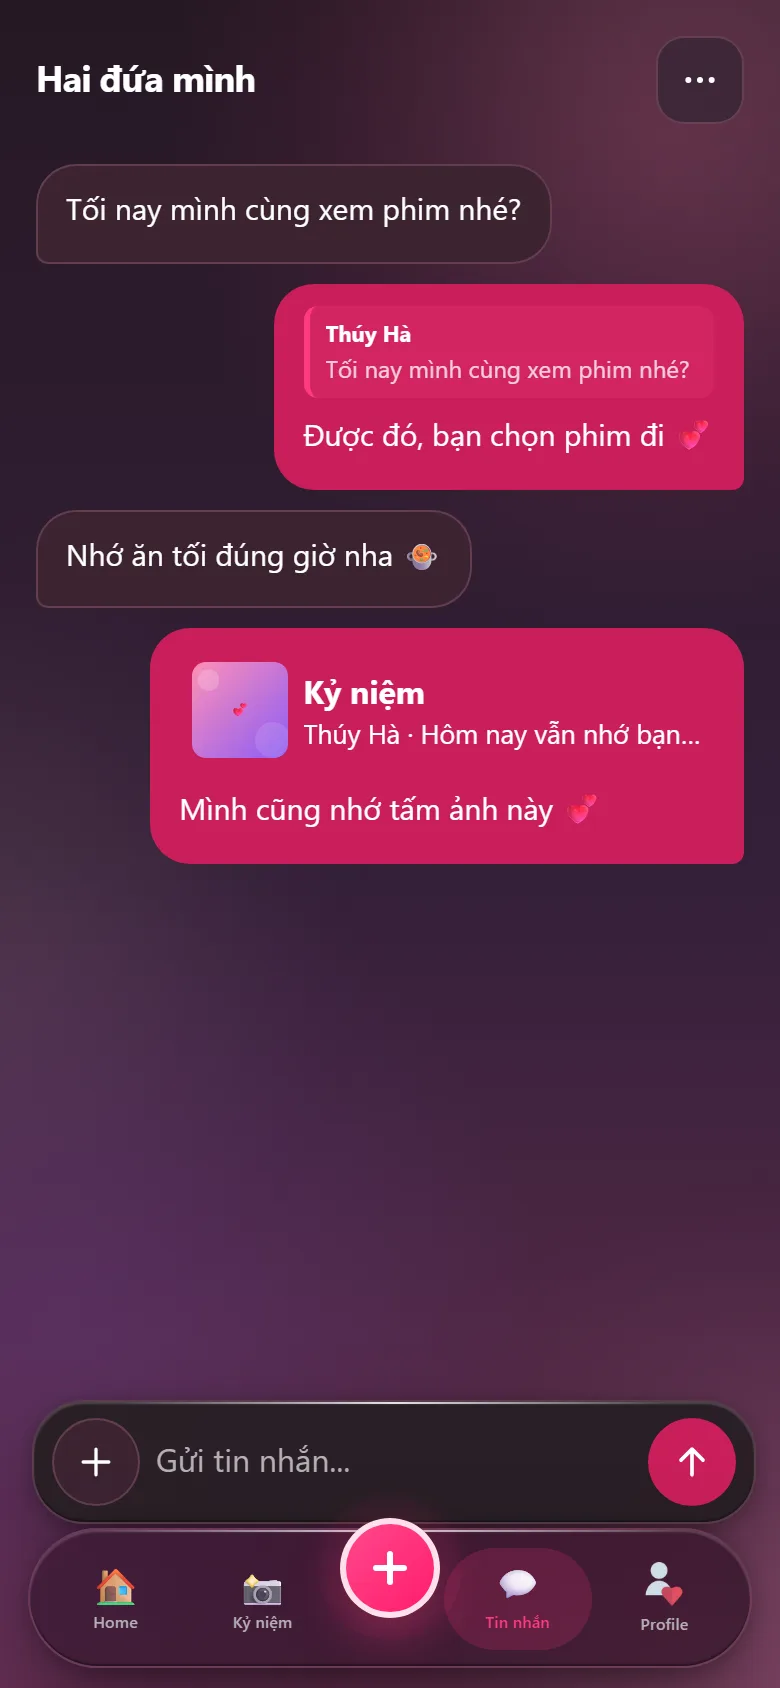 Hai đứa mình
Tối nay mình cùng xem phim nhé?
Thúy Hà
Tối nay mình cùng xem phim nhé?
Được đó, bạn chọn phim đi 💕
Nhớ ăn tối đúng giờ nha
Kỷ niệm
Thúy Hà · Hôm nay vẫn nhớ bạn...
Mình cũng nhớ tấm ảnh này 💕
Gửi tin nhắn...
Home
Kỷ niệm
Tin nhắn
Profile